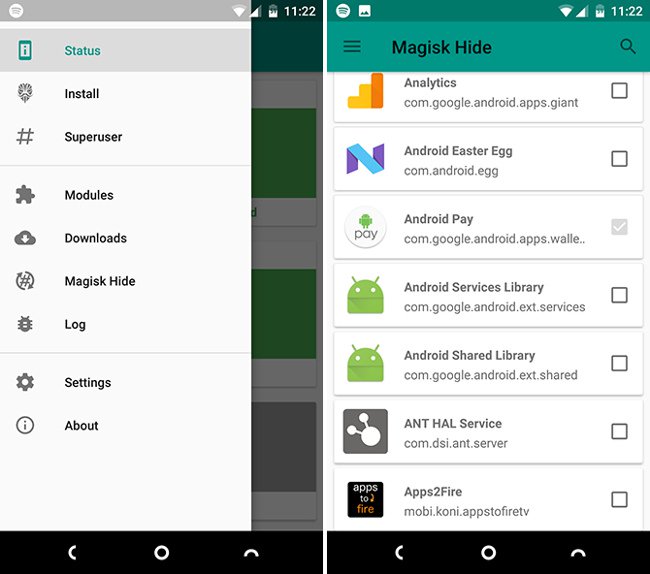 11:22
Status
Install
Superuser
Modules
Downloads
Magisk Hide
Log
Settings
About
d
11:22
Magisk Hide
Analytics
com.google.android.apps.giant
Android Easter Egg
com.android.egg
pay
Android Pay
com.google.android.apps.walle..
Android Services Library
com.google.android.ext.services
Android Shared Library
com.google.android.ext.shared
ANT HAL Service
com.dsi.ant.server
apps
to
fire
Apps2Fire
mobi.koni.appstofiretv